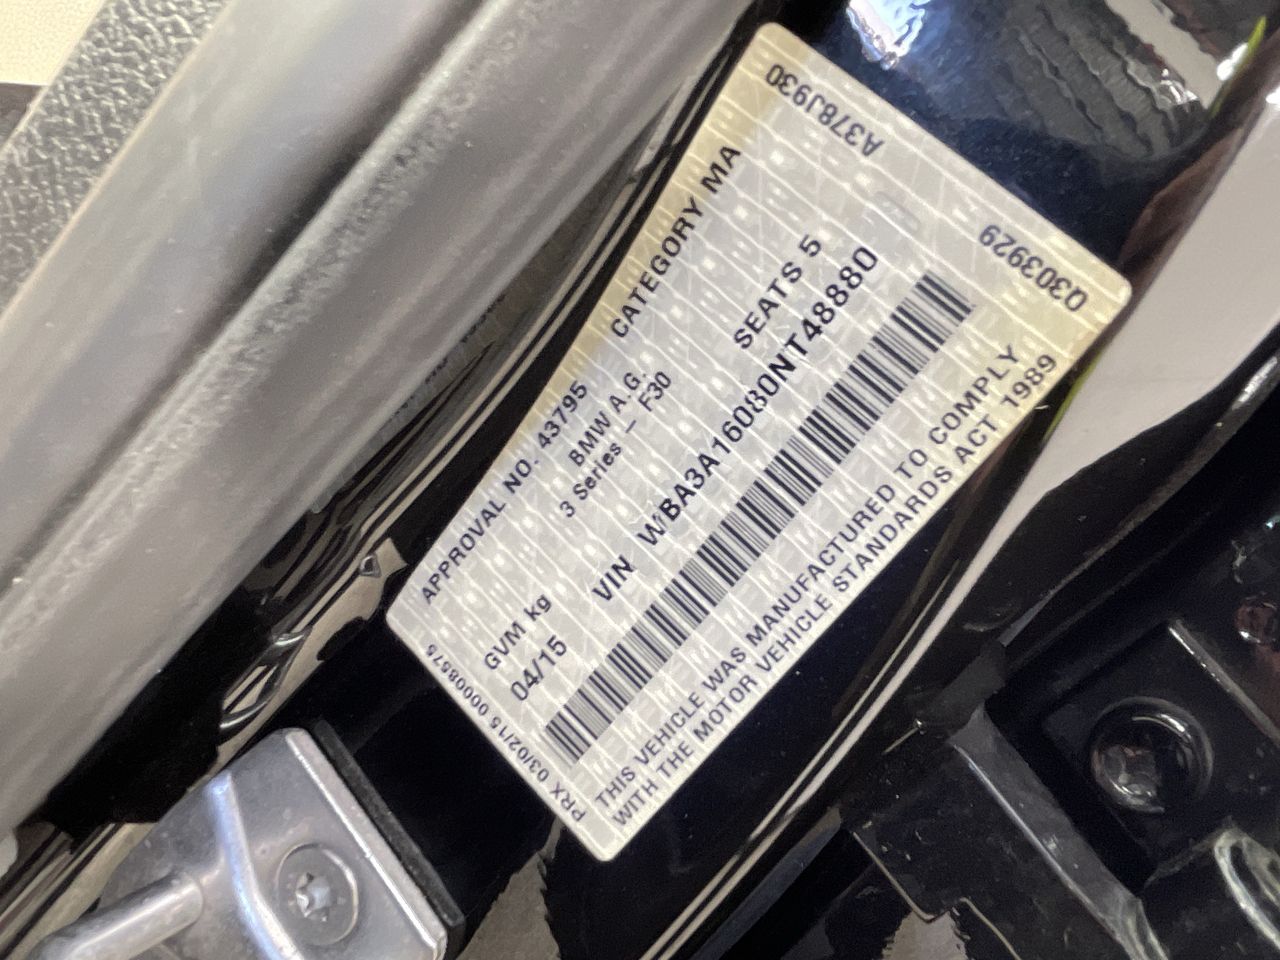 APPROVAL NO. 43795 CATEGORY MA
BMW A.G.
3 Series – F30
GVM kg SEATS 5
04/15 VIN WBA3A16080NT48880
THIS VEHICLE WAS MANUFACTURED TO COMPLY
WITH THE MOTOR VEHICLE STANDARDS ACT 1989
PRX 03/02/15 00008575
Q303929 A378J930